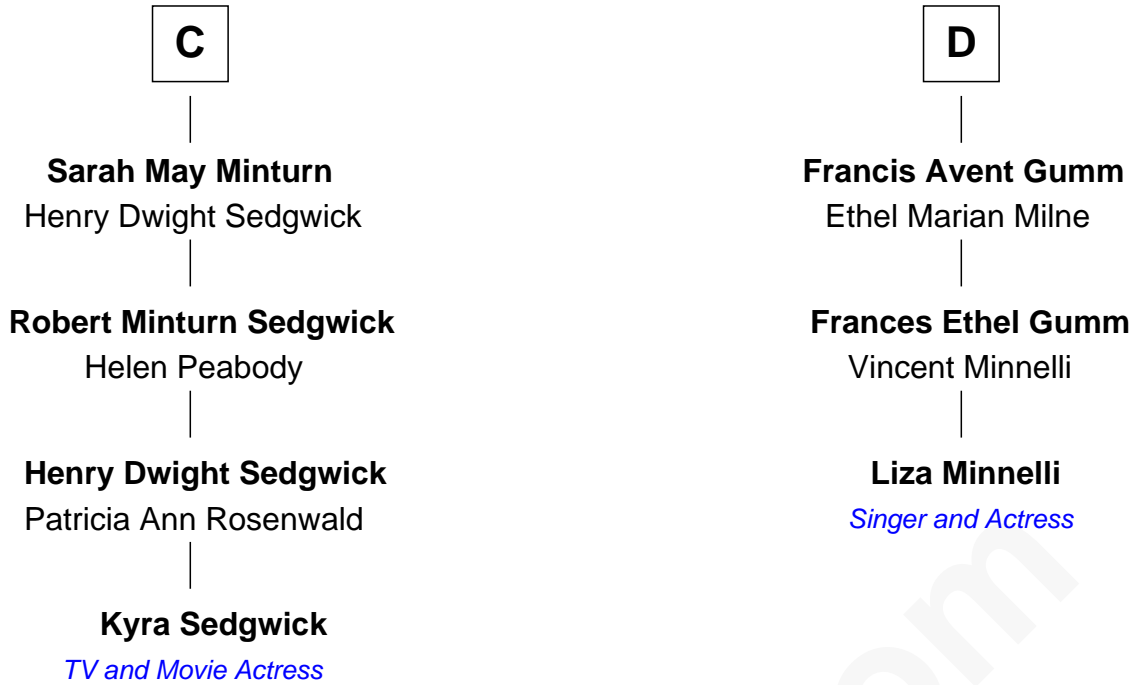 C
Sarah May Minturn
Henry Dwight Sedgwick
Robert Minturn Sedgwick
Helen Peabody
Henry Dwight Sedgwick
Patricia Ann Rosenwald
Kyra Sedgwick
TV and Movie Actress
D
Francis Avent Gumm
Ethel Marian Milne
Frances Ethel Gumm
Vincent Minnelli
Liza Minnelli
Singer and Actress
om